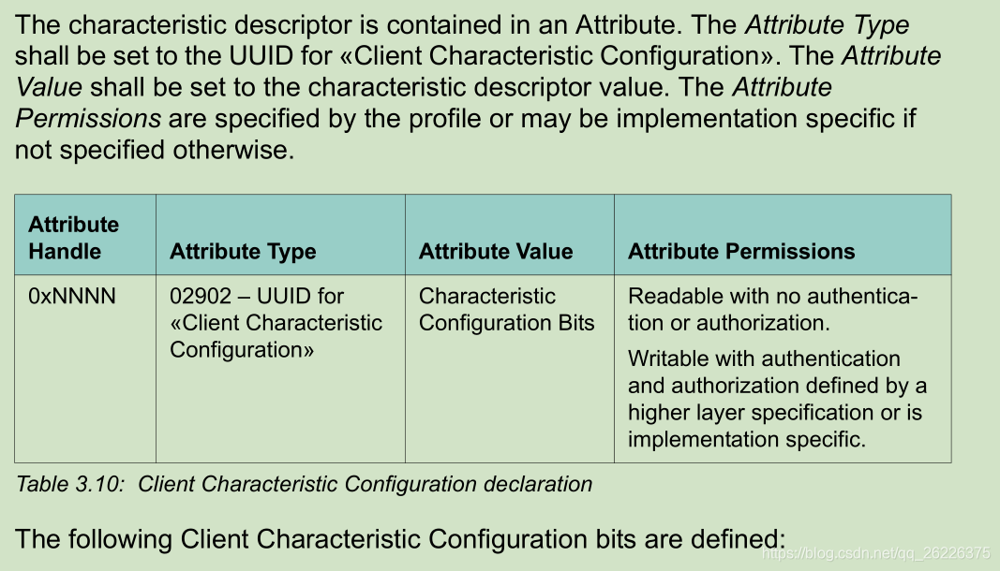 The characteristic descriptor is contained in an Attribute. The Attribute Type
shall be set to the UUID for «Client Characteristic Configuration». The Attribute
Value shall be set to the characteristic descriptor value. The Attribute
Permissions are specified by the profile or may be implementation specific if
not specified otherwise.
Attribute
Handle
Attribute Type
Attribute Value
Attribute Permissions
0xNNNN
02902 – UUID for
«Client Characteristic
Configuration»
Characteristic
Configuration Bits
Readable with no authentica-
tion or authorization.
Writable with authentication
and authorization defined by a
higher layer specification or is
implementation specific.
Table 3.10: Client Characteristic Configuration declaration
The following Client Characteristic Configuration bits are defined:
https://blog.csdn.net/qq_26226375